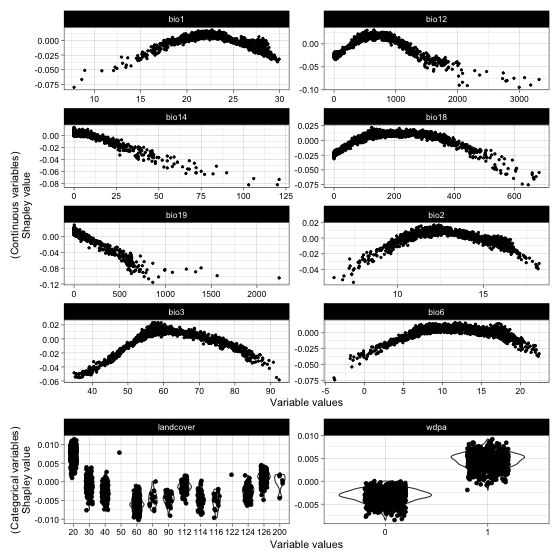 bio1 bio12
0.000 -0.025 -0.050 -0.075
10 15 20 25 30
0.00 -0.05 -0.10
0 1000 2000 3000
bio14 bio18
0.00 -0.02 -0.04 -0.06 -0.08
0 25 50 75 100 125
0.025 0.000 -0.025 -0.050 -0.075
0 200 400 600
(Continuous variables)
Shapley value
bio19 bio2
0.00 -0.04 -0.08 -0.12
0 500 1000 1500 2000
0.02 0.00 -0.02 -0.04
10 15
bio3 bio6
0.02 0.00 -0.02 -0.04 -0.06
40 50 60 70 80 90
0.000 -0.025 -0.050 -0.075
-5 0 5 10 15 20
Variable values
landcover wdpa
(Categorical variables)
Shapley value
0.010 0.005 0.000 -0.005 -0.010
20 30 40 50 60 80 90 112 114 116 122 124 126 200
0.010 0.005 0.000 -0.005
0 1
Variable values